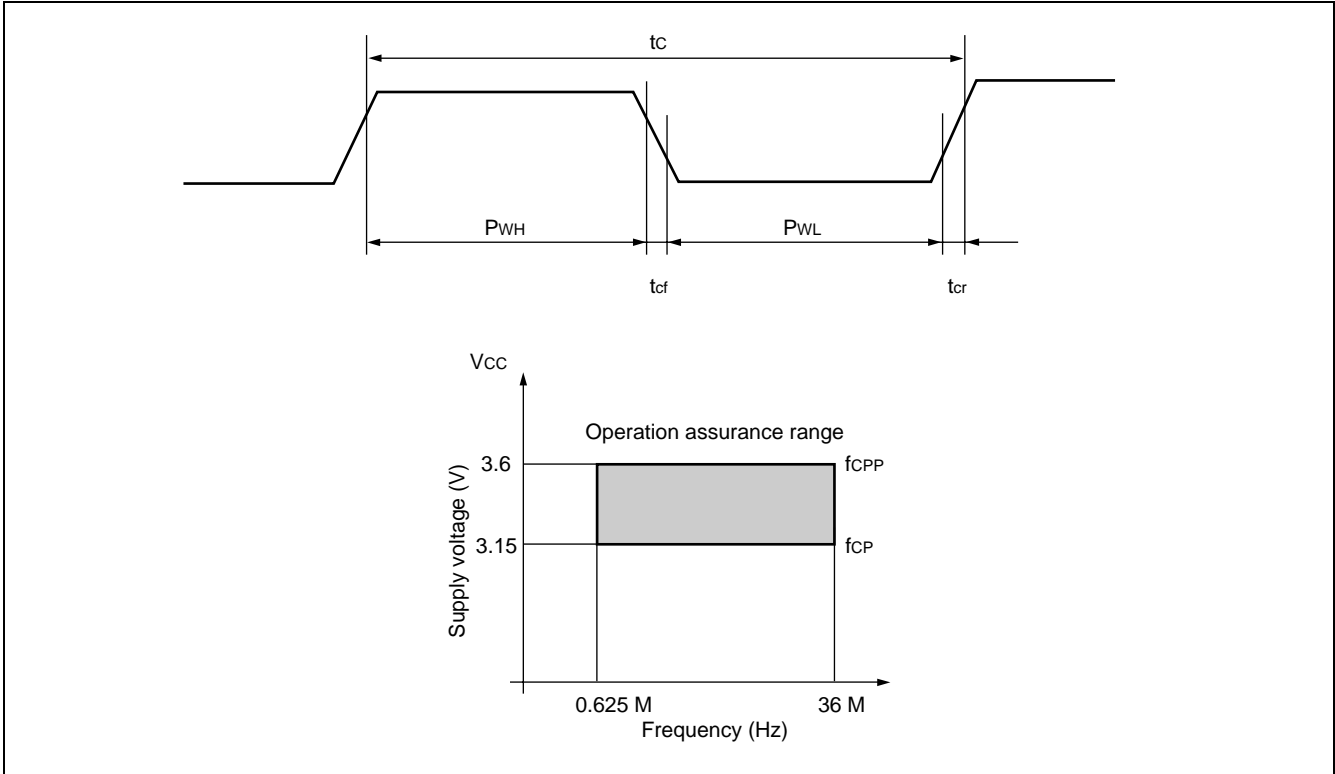 tC
PWH
PWL
tcf
tcr
VCC
Operation assurance range
3.6
fCPP
3.15
fCP
Supply voltage (V)
0.625 M
36 M
Frequency (Hz)